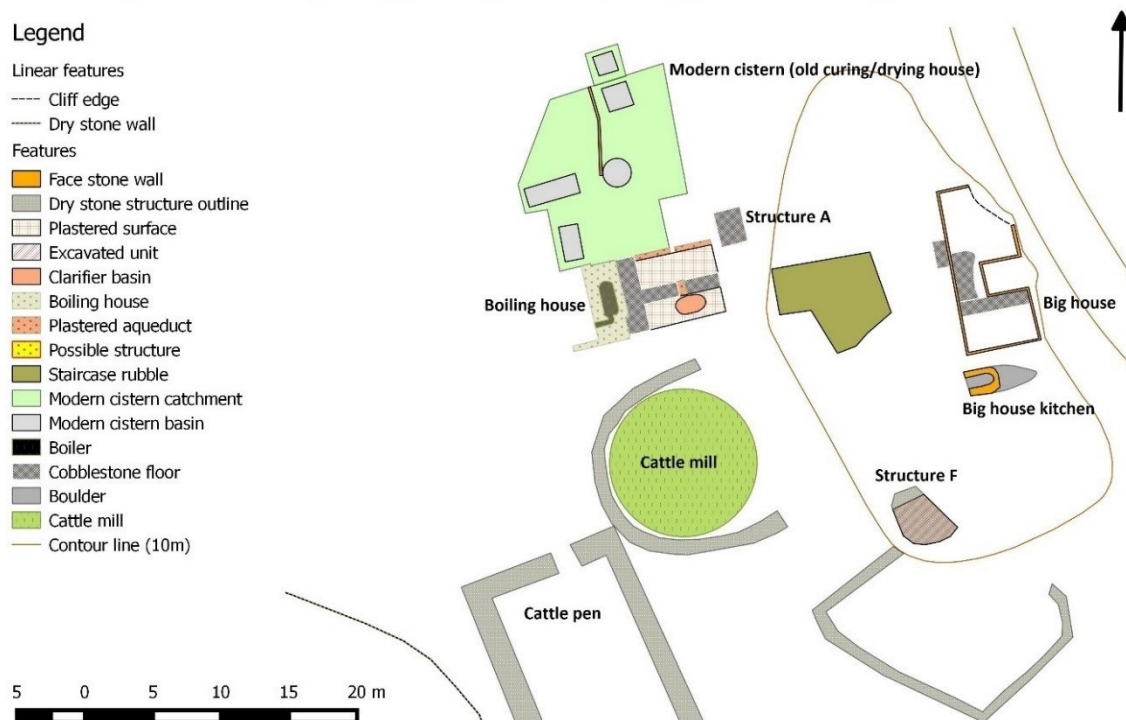 Legend
Linear features
Cliff edge
Dry stone wall
Features
Face stone wall
Dry stone structure outline
Plastered surface
Excavated unit
Clarifier basin
Boiling house
Plastered aqueduct
Possible structure
Staircase rubble
Modern cistern catchment
Modern cistern basin
Boiler
Cobblestone floor
Boulder
Cattle mill
Contour line (10m)
Modern cistern (old curing/drying house)
Structure A
Boiling house
Big house
Big house kitchen
Cattle mill
Structure F
Cattle pen
5 0 5 10 15 20 m